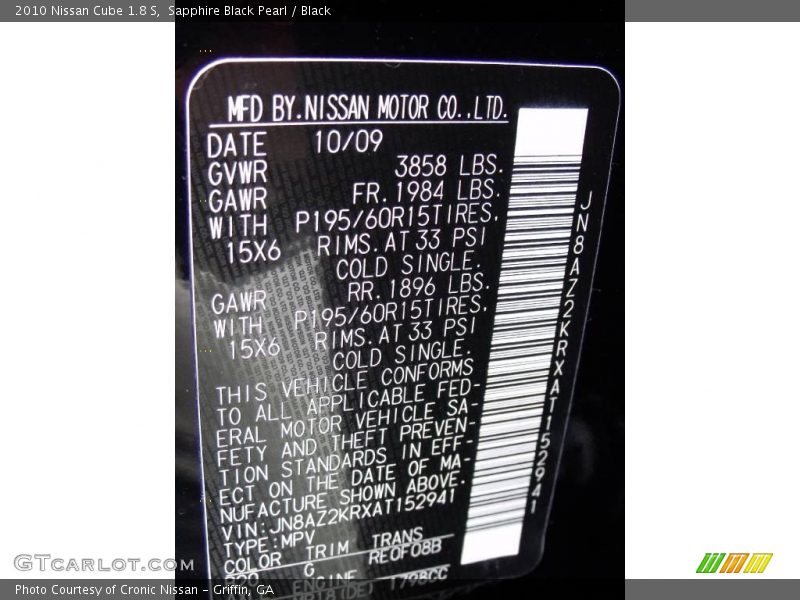 2010 Nissan Cube 1.8 S,  Sapphire Black Pearl / Black
MFD BY.NISSAN MOTOR CO.,LTD.
DATE 10/09
GVWR 3858 LBS.
GAWR FR.1984 LBS.
WITH P195/60R15TIRES.
15X6 RIMS.AT 33 PSI
COLD SINGLE.
GAWR RR.1896 LBS.
WITH P195/60R15TIRES.
15X6 RIMS.AT 33 PSI
COLD SINGLE.
THIS VEHICLE CONFORMS
TO ALL APPLICABLE FED-
ERAL MOTOR VEHICLE SA-
FETY AND THEFT PREVEN-
TION STANDARDS IN EFF-
ECT ON THE DATE OF MA-
NUFACTURE SHOWN ABOVE.
VIN:JN8AZ2KRXAT152941
TYPE:MPV
COLOR TRIM TRANS
G RE0F08B
ENGINE 1798CC
JN8AZ2KRXAT152941
GTCarLot.com
Photo Courtesy of Cronic Nissan - Griffin, GA